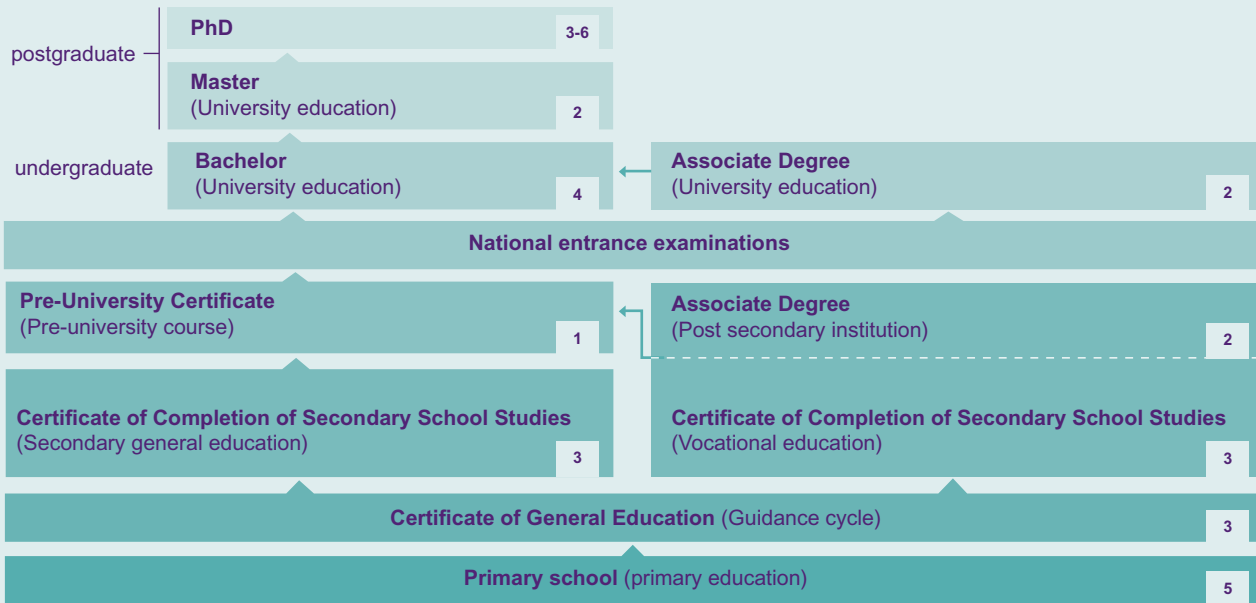 PhD
3-6
postgraduate
Master
(University education)
2
undergraduate
Bachelor
(University education)
4
Associate Degree
(University education)
2
National entrance examinations
Pre-University Certificate
(Pre-university course)
1
Associate Degree
(Post secondary institution)
2
Certificate of Completion of Secondary School Studies
(Secondary general education)
3
Certificate of Completion of Secondary School Studies
(Vocational education)
3
Certificate of General Education (Guidance cycle)
3
Primary school (primary education)
5